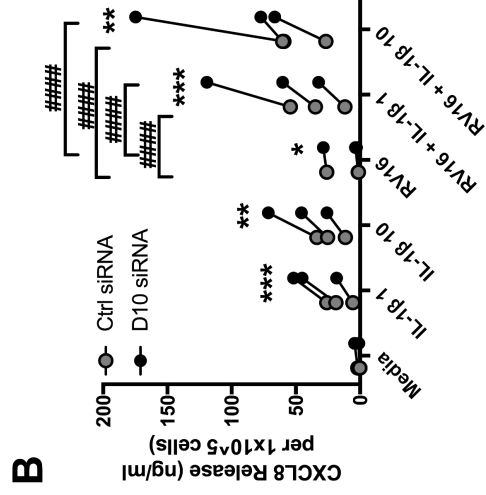 B
Ctrl siRNA
D10 siRNA
CXCL8 Release (ng/ml
per 1x10^5 cells)
200
150
100
50
0
####
####
####
####
***
**
*
***
**
Media
IL-1β 1
IL-1β 10
RV16
RV16 + IL-1β 1
RV16 + IL-1β 10